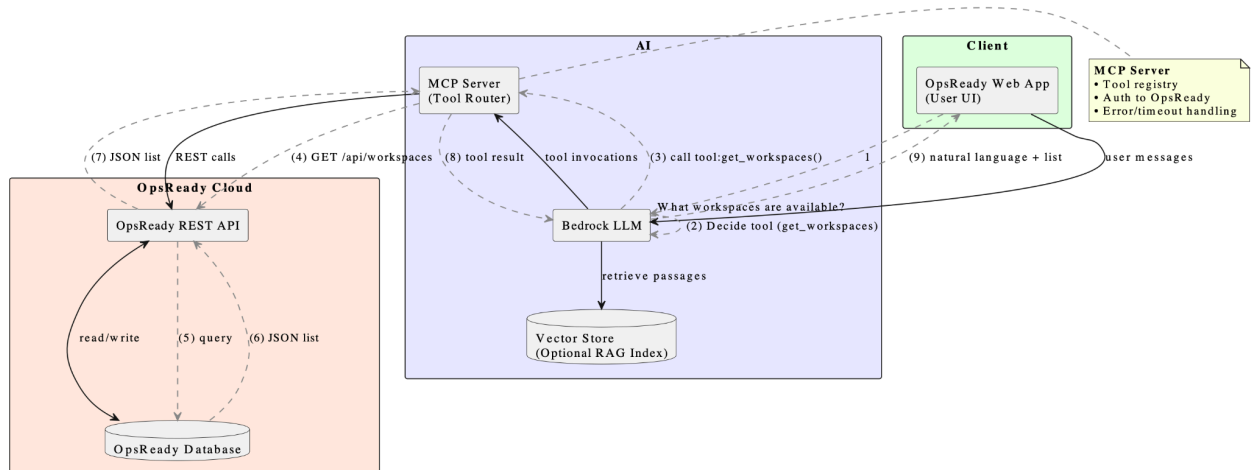 AI
Client
MCP Server
(Tool Router)
OpsReady Web App
(User UI)
MCP Server
• Tool registry
• Auth to OpsReady
• Error/timeout handling
(7) JSON list
REST calls
(4) GET /api/workspaces
(8) tool result
tool invocations
(3) call tool:get_workspaces()
1
(9) natural language + list
user messages
OpsReady Cloud
What workspaces are available?
OpsReady REST API
Bedrock LLM
(2) Decide tool (get_workspaces)
retrieve passages
read/write
(5) query
(6) JSON list
Vector Store
(Optional RAG Index)
OpsReady Database